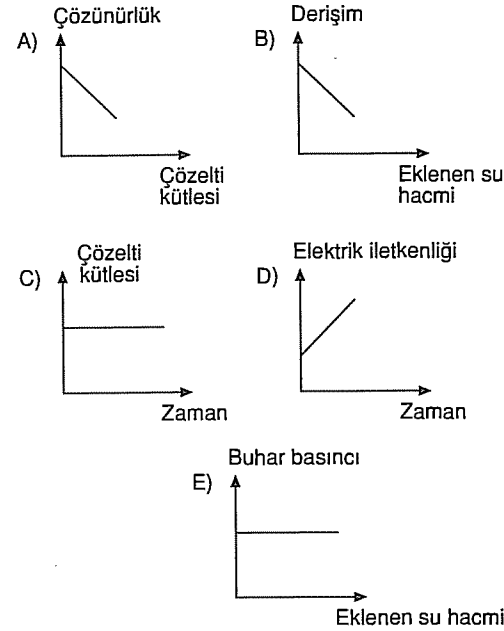 Çözünürlük
A)
Çözelti
kütlesi
Derişim
B)
Eklenen su
hacmi
Çözelti
kütlesi
C)
Zaman
Elektrik iletkenliği
D)
Zaman
Buhar basıncı
E)
Eklenen su hacmi